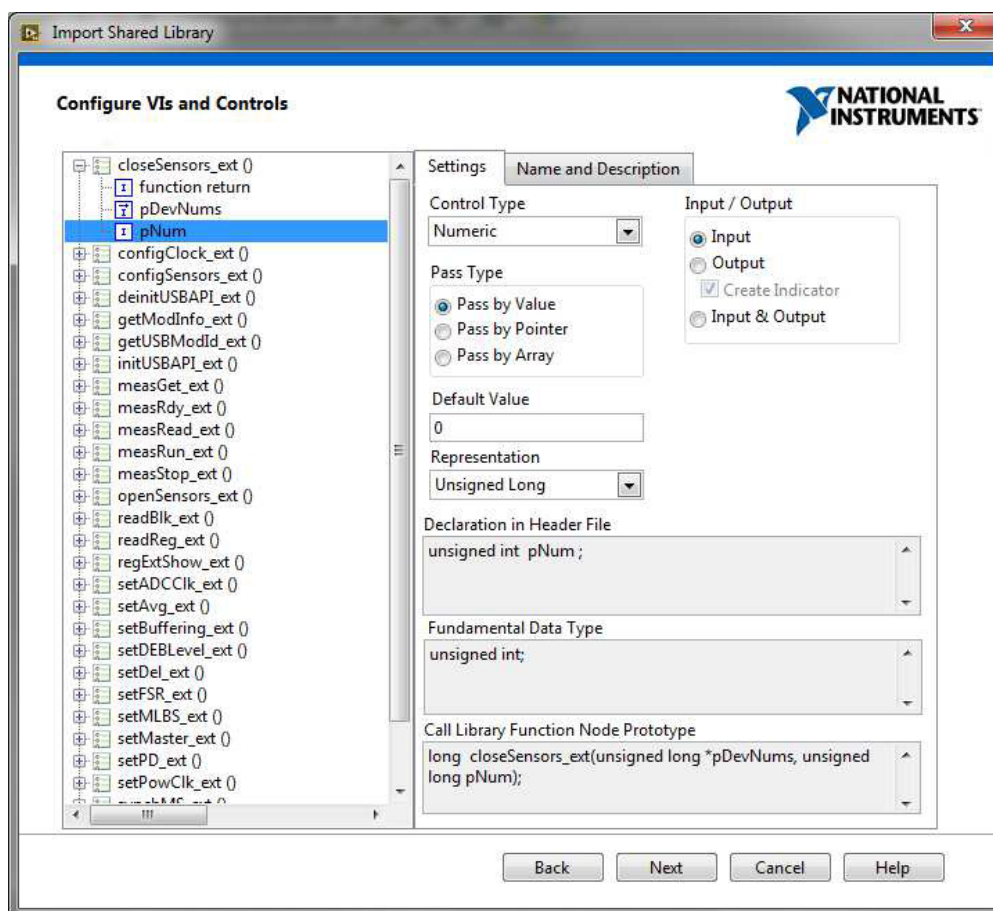 Import Shared Library
Configure VIs and Controls
NATIONAL
INSTRUMENTS
closeSensors_ext ()
function return
pDevNums
pNum
configClock_ext ()
configSensors_ext ()
deinitUSBAPI_ext ()
getModInfo_ext ()
getUSBModId_ext ()
initUSBAPI_ext ()
measGet_ext ()
measRdy_ext ()
measRead_ext ()
measRun_ext ()
measStop_ext ()
openSensors_ext ()
readBlk_ext ()
readReg_ext ()
regExtShow_ext ()
setADCClk_ext ()
setAvg_ext ()
setBuffering_ext ()
setDEBLevel_ext ()
setDel_ext ()
setFSR_ext ()
setMLBS_ext ()
setMaster_ext ()
setPD_ext ()
setPowClk_ext ()
Settings
Name and Description
Control Type
Numeric
Pass Type
Pass by Value
Pass by Pointer
Pass by Array
Input / Output
Input
Output
Create Indicator
Input & Output
Default Value
0
Representation
Unsigned Long
Declaration in Header File
unsigned int pNum ;
Fundamental Data Type
unsigned int;
Call Library Function Node Prototype
long closeSensors_ext(unsigned long *pDevNums, unsigned
long pNum);
Back
Next
Cancel
Help